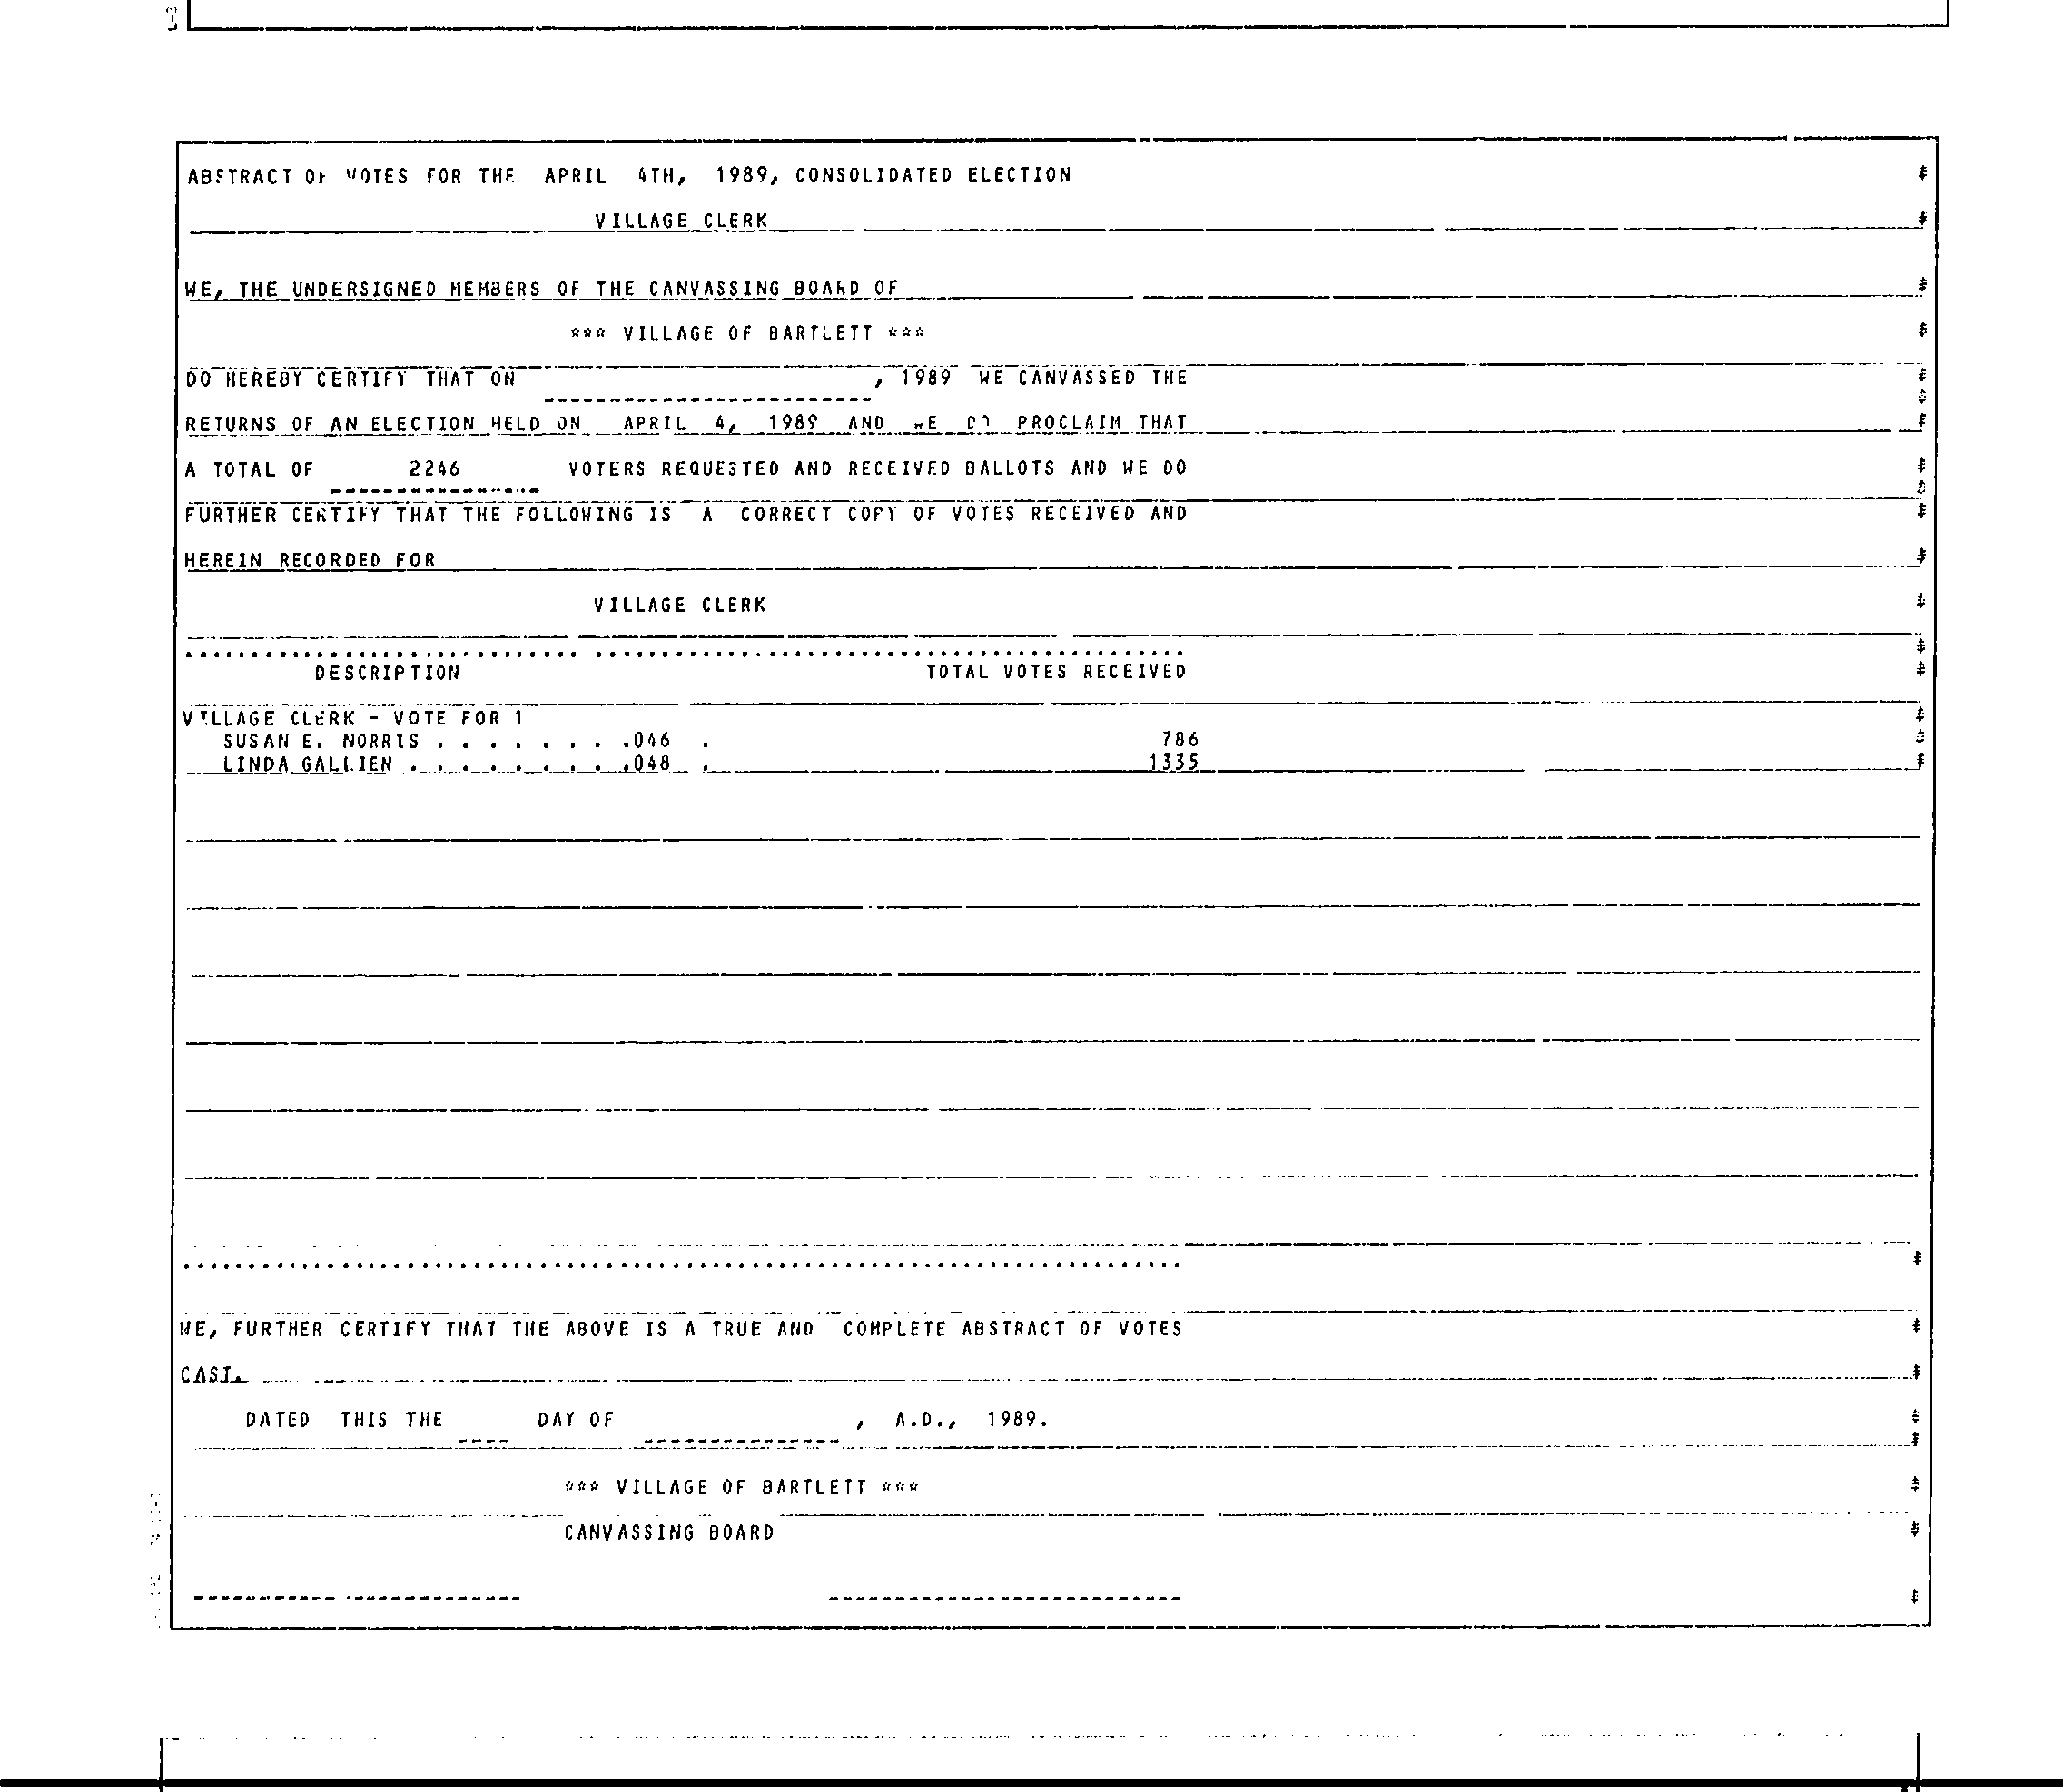 ABSTRACT OF VOTES FOR THE APRIL 4TH, 1989, CONSOLIDATED ELECTION
VILLAGE CLERK
WE, THE UNDERSIGNED MEMBERS OF THE CANVASSING BOARD OF
*** VILLAGE OF BARTLETT ***
DO HEREBY CERTIFY THAT ON , 1989 WE CANVASSED THE
RETURNS OF AN ELECTION HELD ON APRIL 4, 1989 AND WE DO PROCLAIM THAT
A TOTAL OF 2246 VOTERS REQUESTED AND RECEIVED BALLOTS AND WE DO
FURTHER CERTIFY THAT THE FOLLOWING IS A CORRECT COPY OF VOTES RECEIVED AND
HEREIN RECORDED FOR
VILLAGE CLERK
DESCRIPTION TOTAL VOTES RECEIVED
VILLAGE CLERK - VOTE FOR 1
SUSAN E. NORRIS . . . . . . . .046 . 786
LINDA GALLIEN . . . . . . . . .048 . 1335
WE, FURTHER CERTIFY THAT THE ABOVE IS A TRUE AND COMPLETE ABSTRACT OF VOTES
CAST.
DATED THIS THE ---- DAY OF --------------- , A.D., 1989.
*** VILLAGE OF BARTLETT ***
CANVASSING BOARD